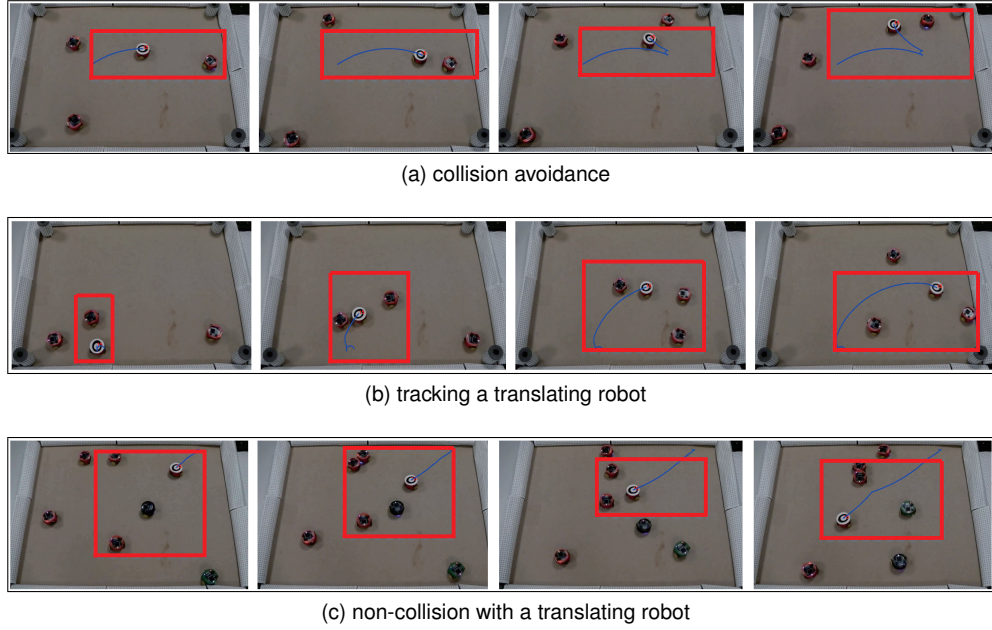 (a) collision avoidance
(b) tracking a translating robot
(c) non-collision with a translating robot